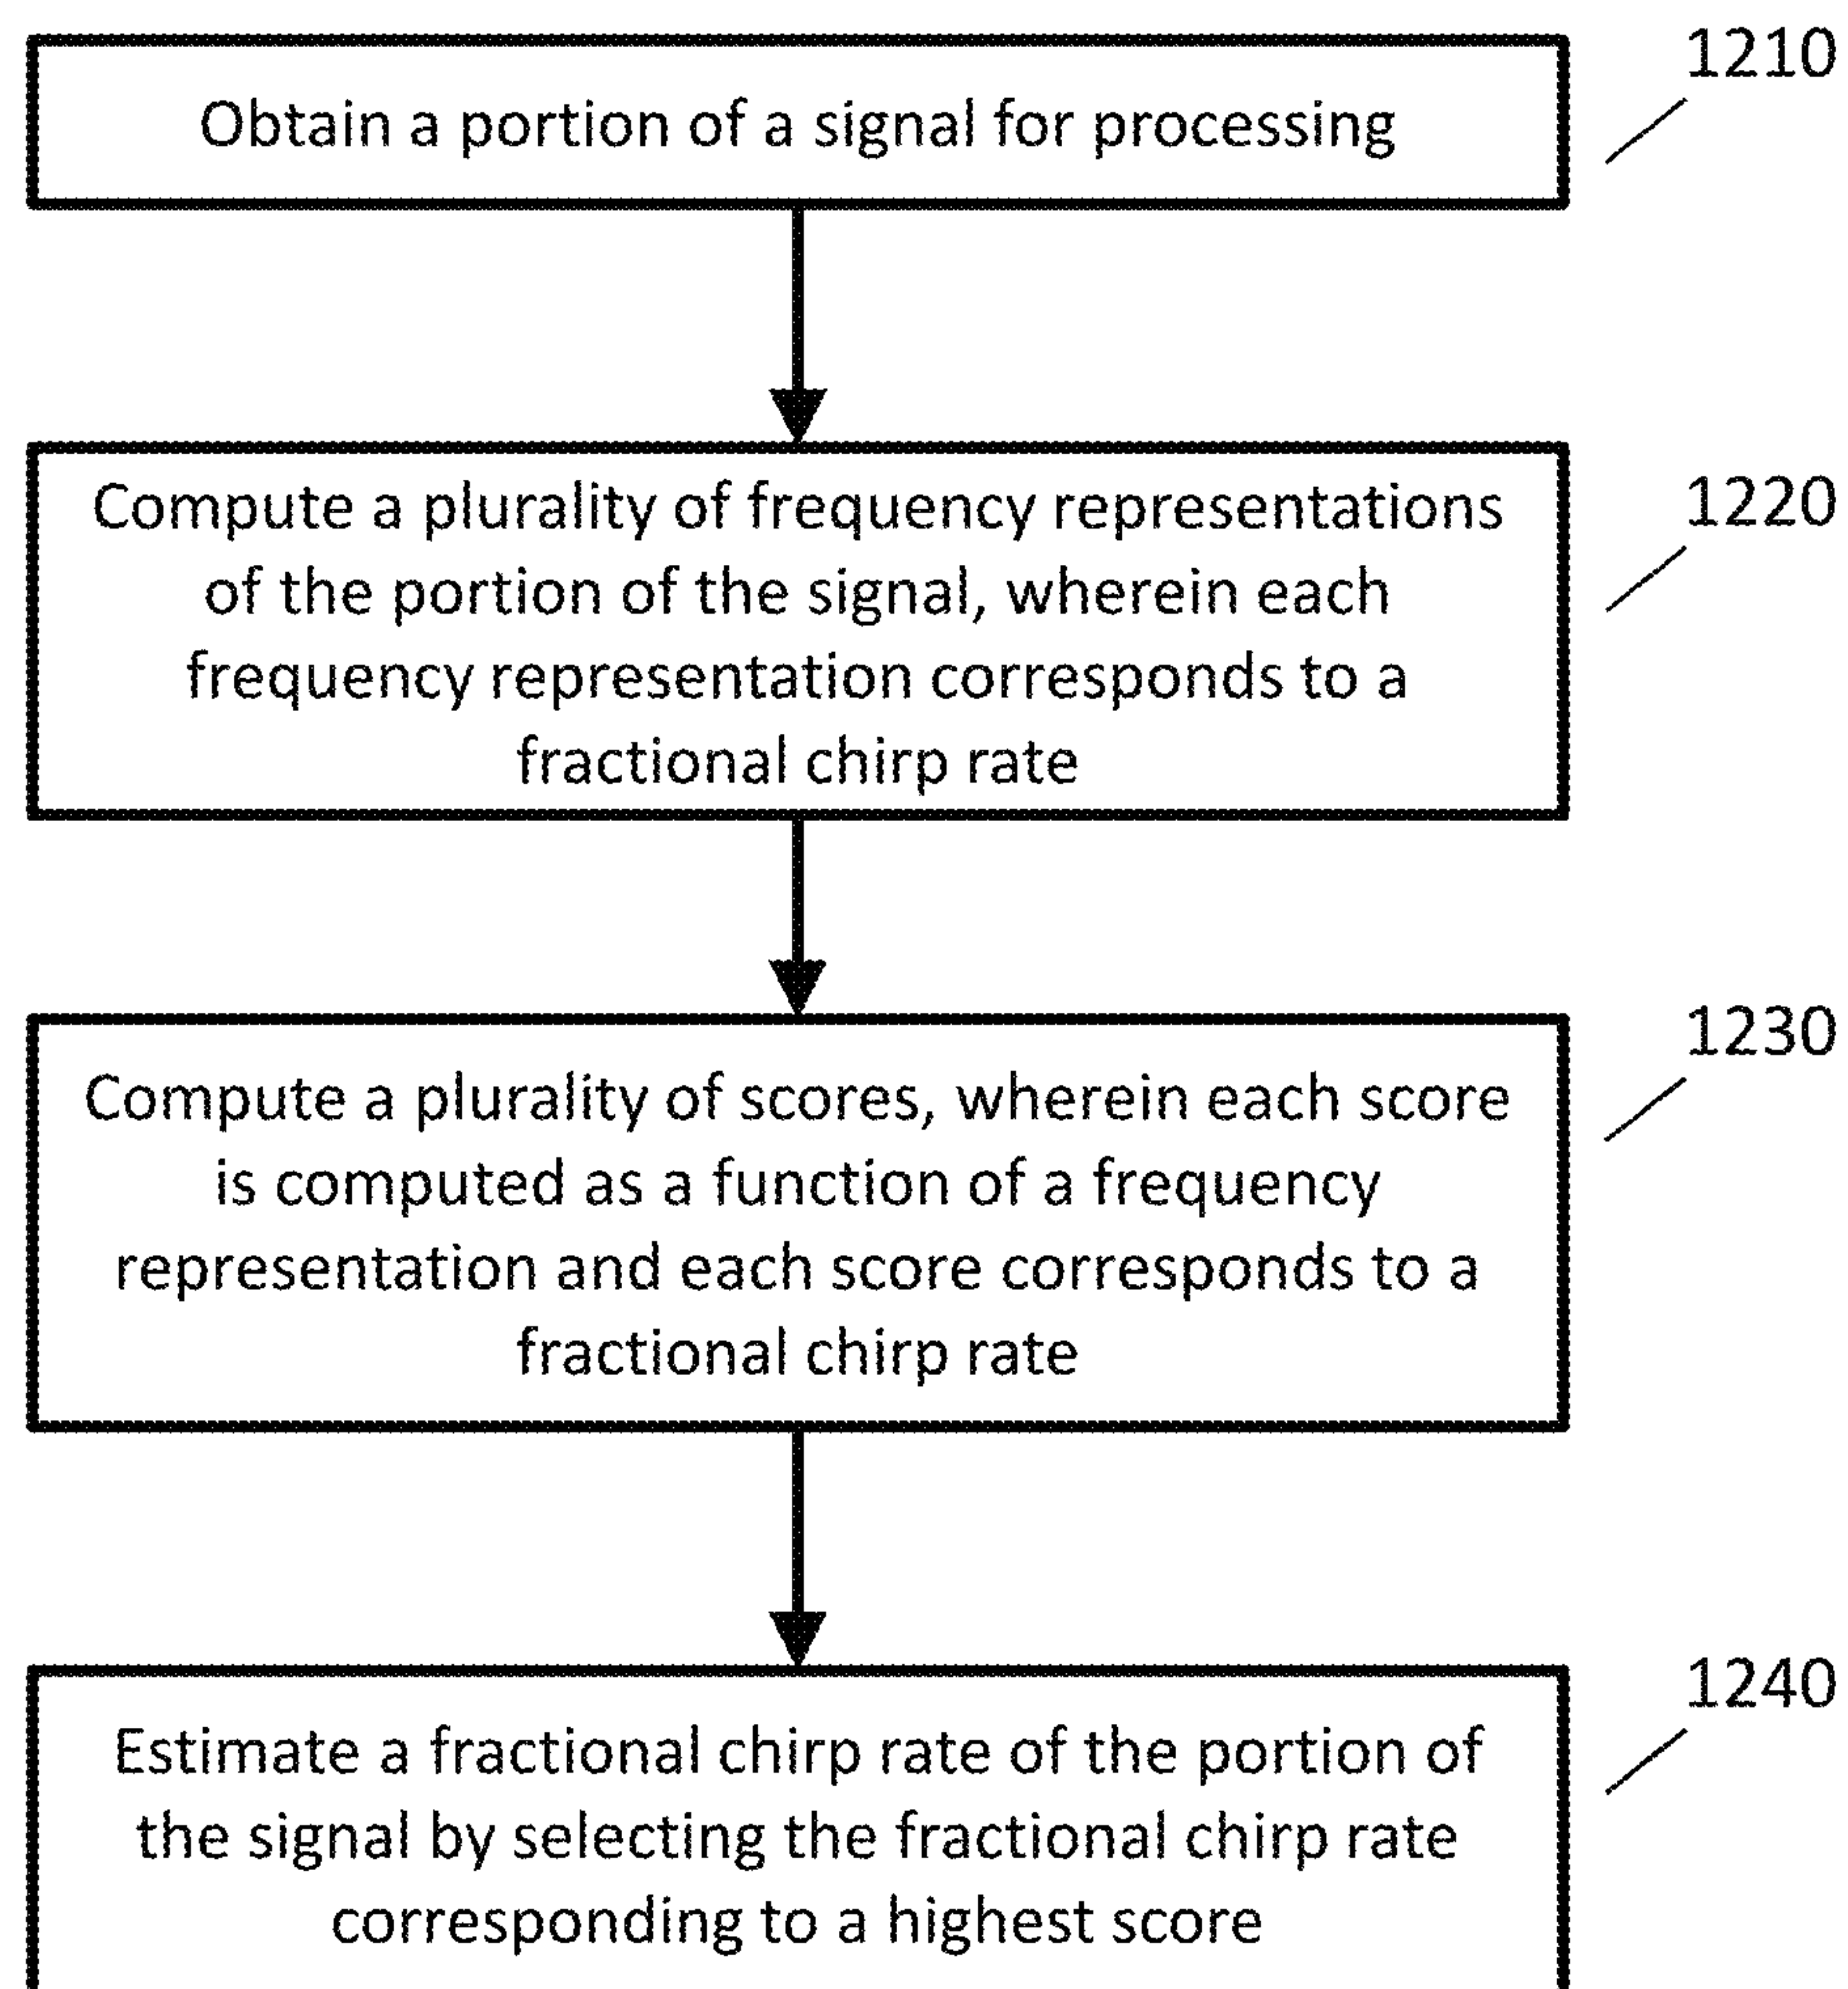 1210
Obtain a portion of a signal for processing
1220
Compute a plurality of frequency representations
of the portion of the signal, wherein each
frequency representation corresponds to a
fractional chirp rate
1230
Compute a plurality of scores, wherein each score
is computed as a function of a frequency
representation and each score corresponds to a
fractional chirp rate
1240
Estimate a fractional chirp rate of the portion of
the signal by selecting the fractional chirp rate
corresponding to a highest score